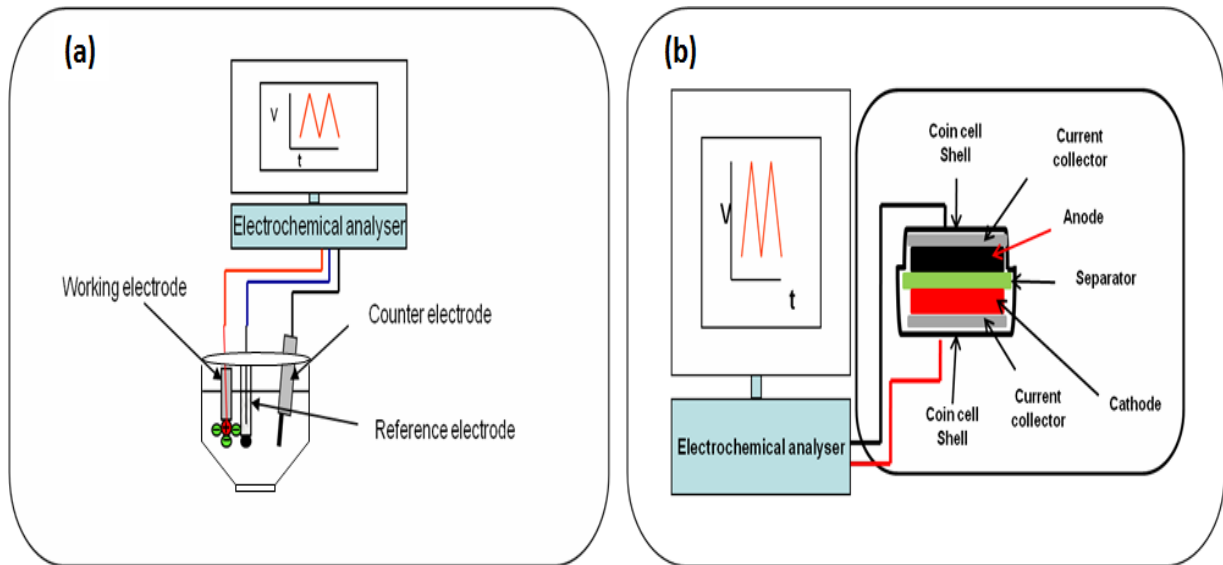 (a)
V
t
Electrochemical analyser
Working electrode
Counter electrode
Reference electrode
(b)
V
t
Electrochemical analyser
Coin cell
Shell
Current
collector
Anode
Separator
Cathode
Current
collector
Coin cell
Shell